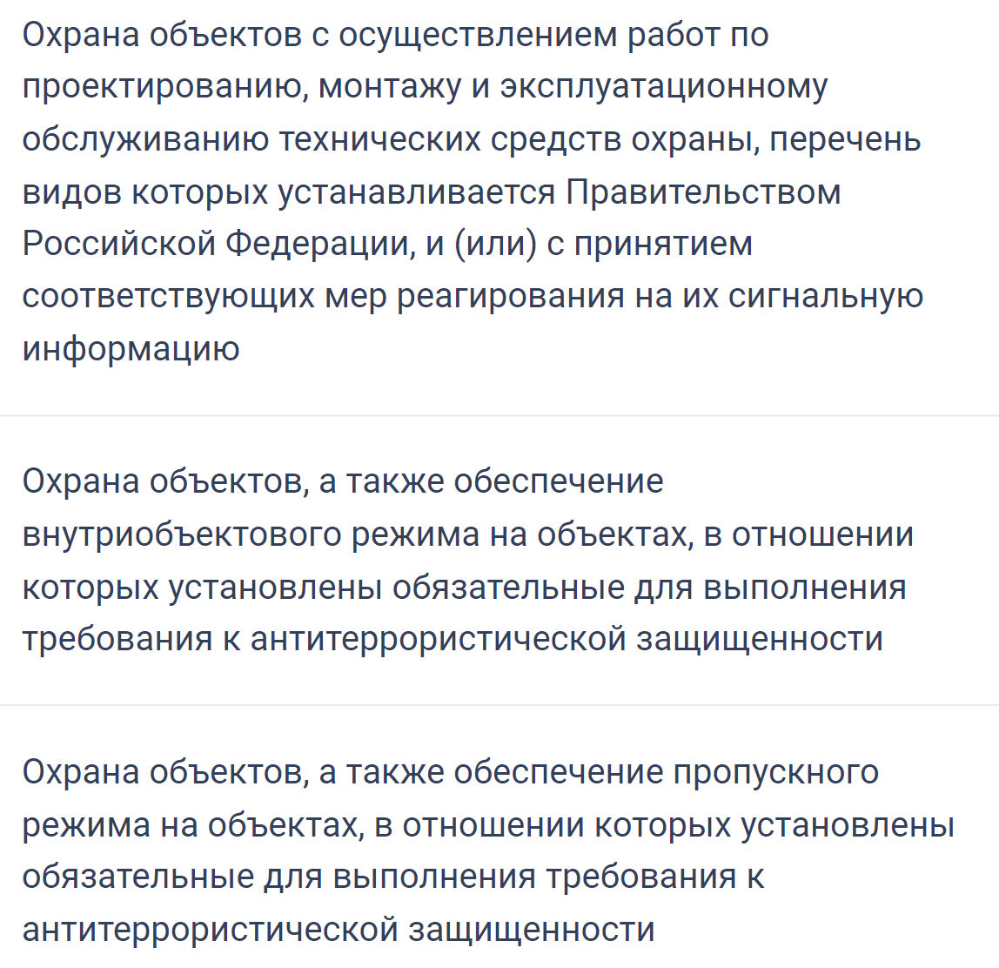 Охрана объектов с осуществлением работ по
проектированию, монтажу и эксплуатационному
обслуживанию технических средств охраны, перечень
видов которых устанавливается Правительством
Российской Федерации, и (или) с принятием
соответствующих мер реагирования на их сигнальную
информацию
Охрана объектов, а также обеспечение
внутриобъектового режима на объектах, в отношении
которых установлены обязательные для выполнения
требования к антитеррористической защищенности
Охрана объектов, а также обеспечение пропускного
режима на объектах, в отношении которых установлены
обязательные для выполнения требования к
антитеррористической защищенности